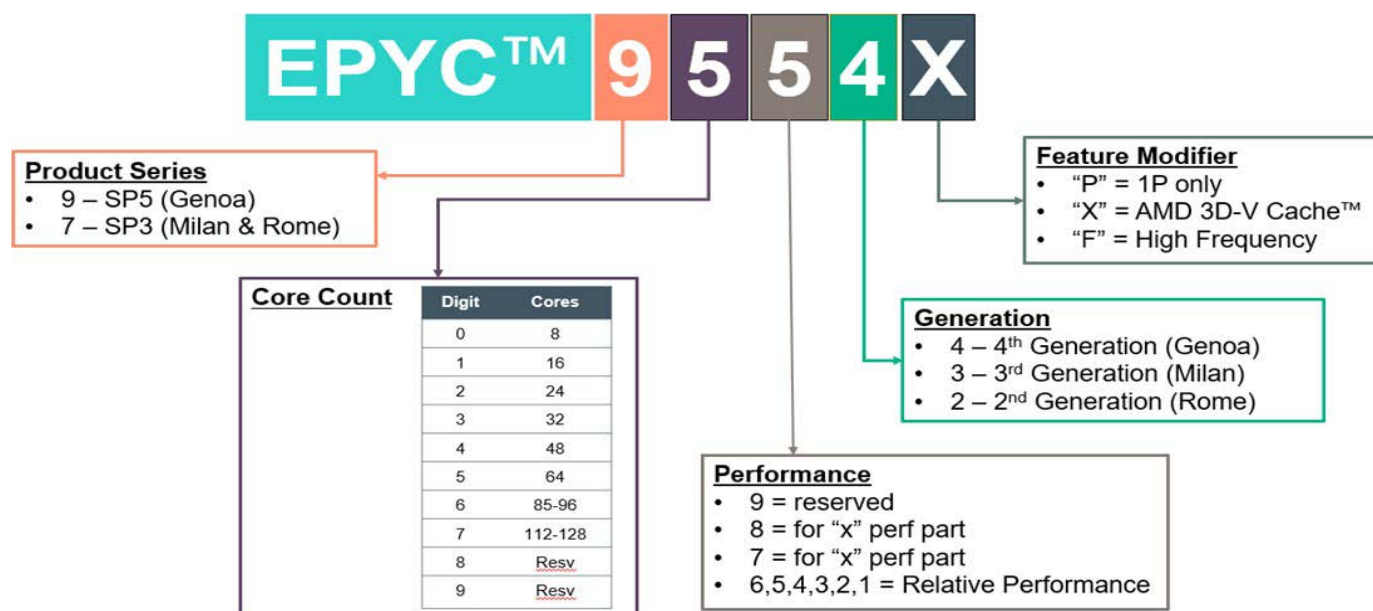 EPYC™ 9 5 5 4 X
Product Series
• 9 – SP5 (Genoa)
• 7 – SP3 (Milan & Rome)
Feature Modifier
• “P” = 1P only
• “X” = AMD 3D-V Cache™
• “F” = High Frequency
Core Count
Digit Cores
0 8
1 16
2 24
3 32
4 48
5 64
6 85-96
7 112-128
8 Resv
9 Resv
Generation
• 4 – 4th Generation (Genoa)
• 3 – 3rd Generation (Milan)
• 2 – 2nd Generation (Rome)
Performance
• 9 = reserved
• 8 = for “x” perf part
• 7 = for “x” perf part
• 6,5,4,3,2,1 = Relative Performance